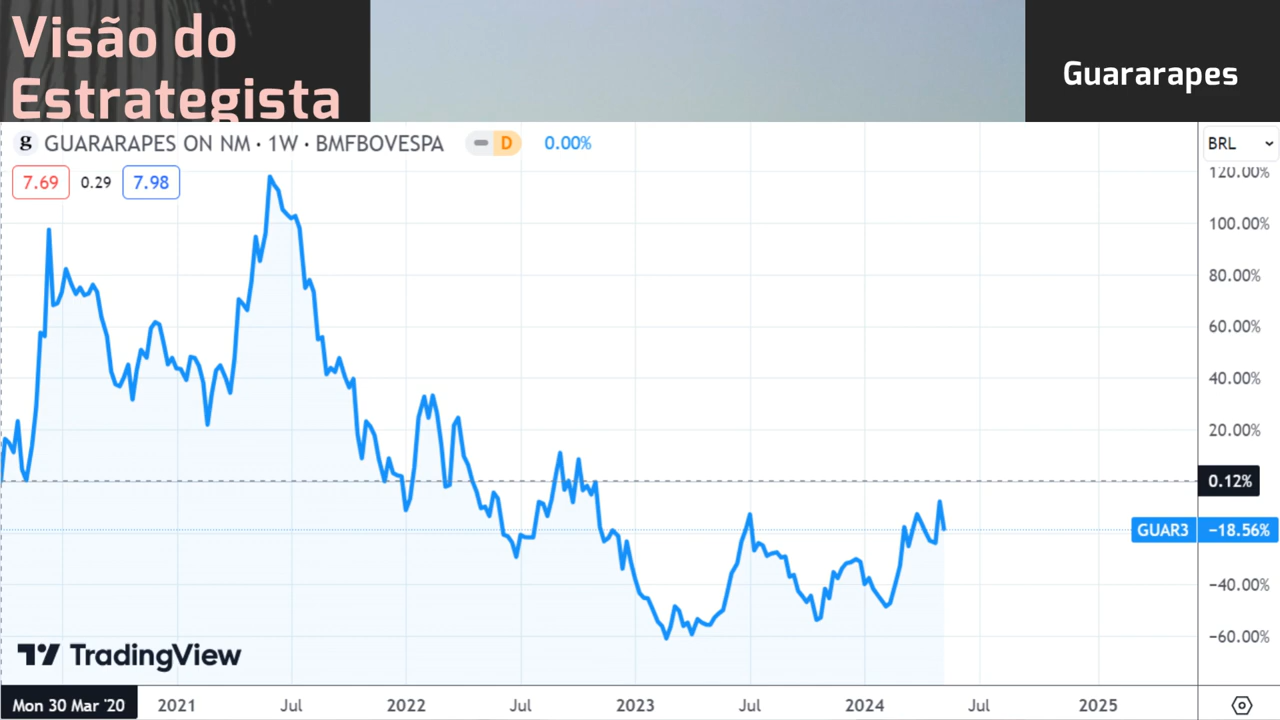 Visão do
Estrategista
Guararapes
g GUARARAPES ON NM · 1W · BMFBOVESPA D 0.00%
BRL
7.69 0.29 7.98
120.00%
100.00%
80.00%
60.00%
40.00%
20.00%
0.12%
GUAR3 −18.56%
−40.00%
−60.00%
TradingView
Mon 30 Mar '20 2021 Jul 2022 Jul 2023 Jul 2024 Jul 2025